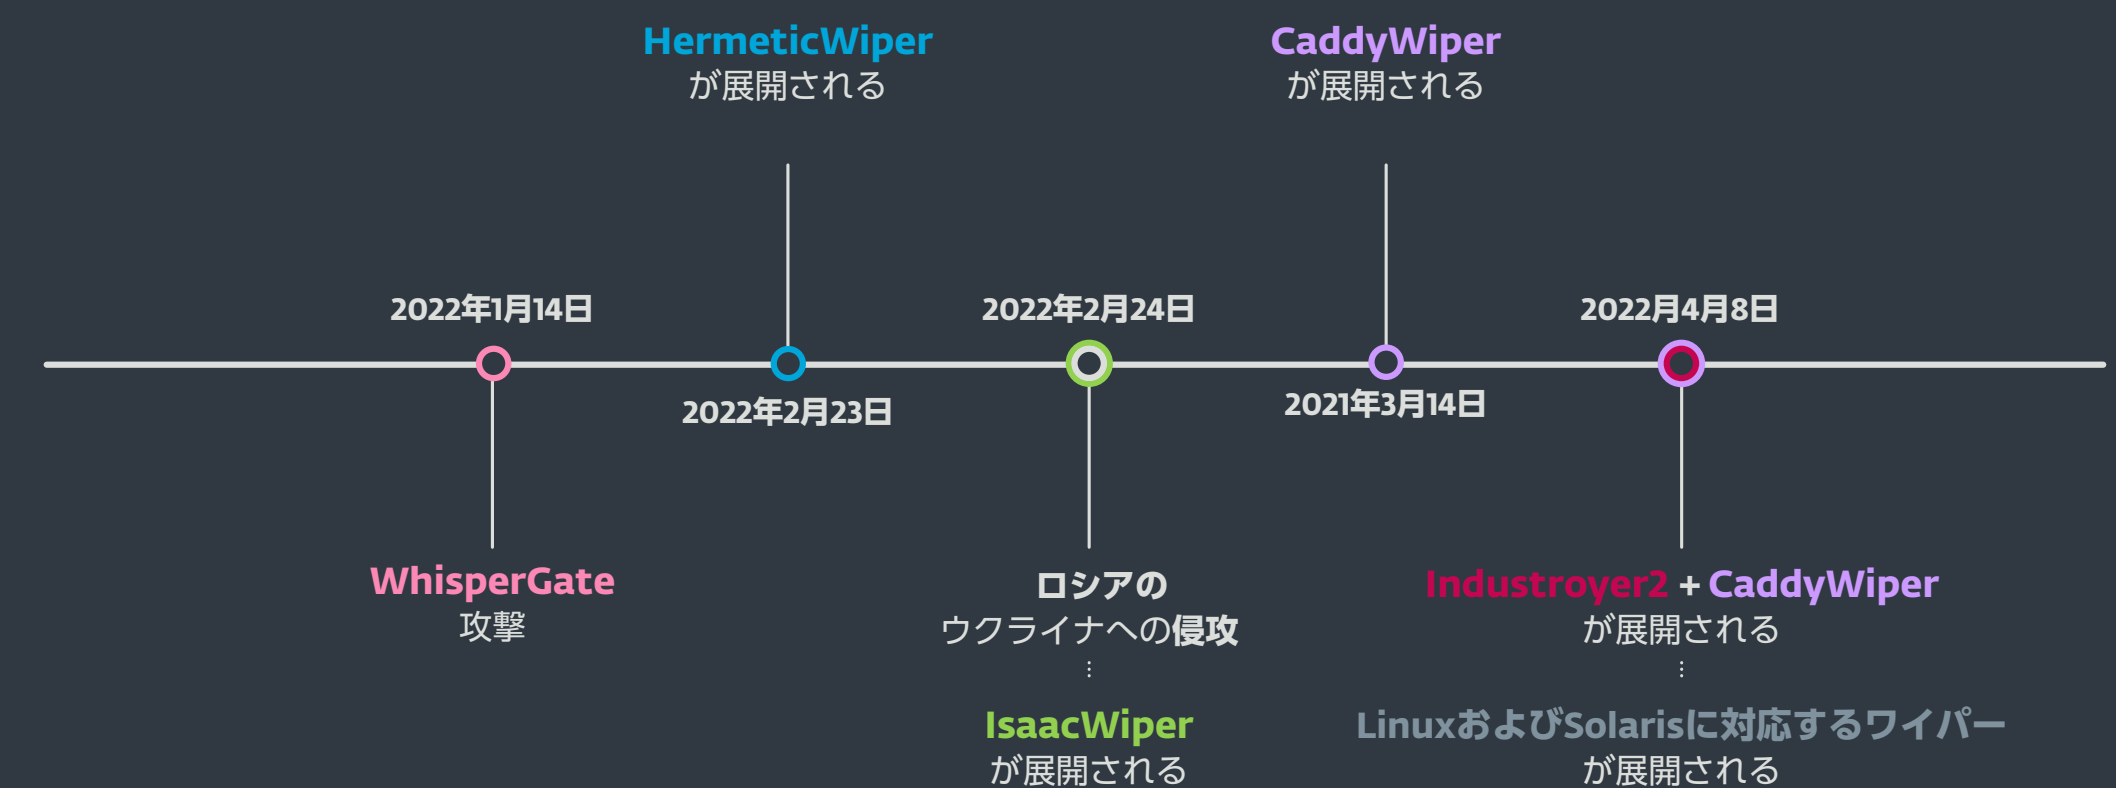 HermeticWiper
が展開される
CaddyWiper
が展開される
2022年1月14日
2022年2月24日
2022月4月8日
2022年2月23日
2021年3月14日
WhisperGate
攻撃
ロシアの
ウクライナへの侵攻
⋮
IsaacWiper
が展開される
Industroyer2 + CaddyWiper
が展開される
⋮
LinuxおよびSolarisに対応するワイパー
が展開される